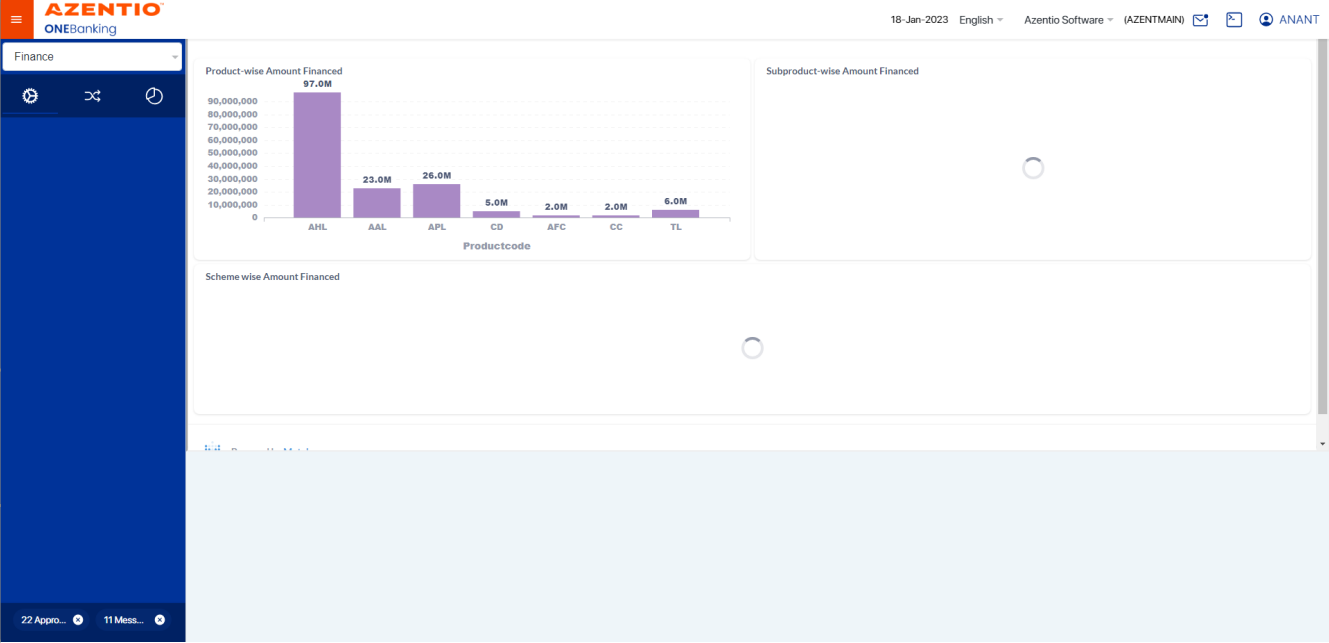 AZENTIO
ONEBanking
18-Jan-2023 English Azentio Software (AZENTMAIN) ANANT
Finance
Product-wise Amount Financed
97.0M
90,000,000
80,000,000
70,000,000
60,000,000
50,000,000
40,000,000
30,000,000
20,000,000
10,000,000
0
23.0M
26.0M
5.0M
2.0M
2.0M
6.0M
AHL AAL APL CD AFC CC TL
Productcode
Subproduct-wise Amount Financed
Scheme wise Amount Financed
22 Appro...
11 Mess...